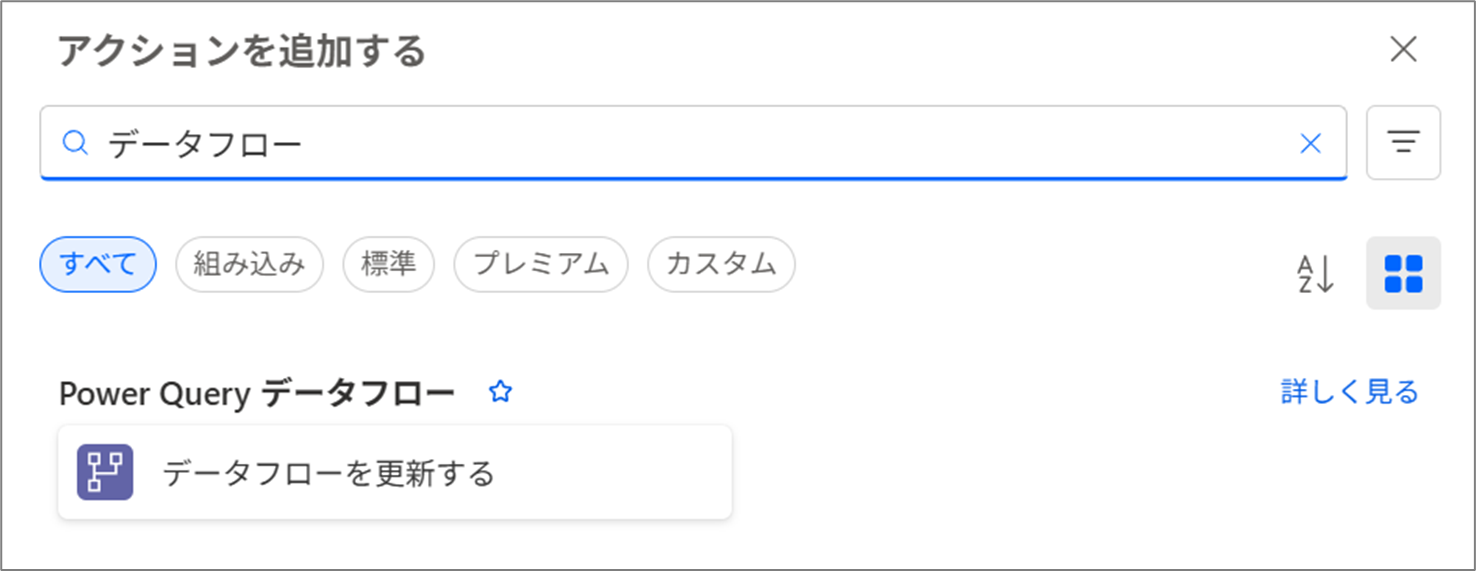 アクションを追加する
データフロー
すべて 組み込み 標準 プレミアム カスタム
A
Z
Power Query データフロー 詳しく見る
データフローを更新する